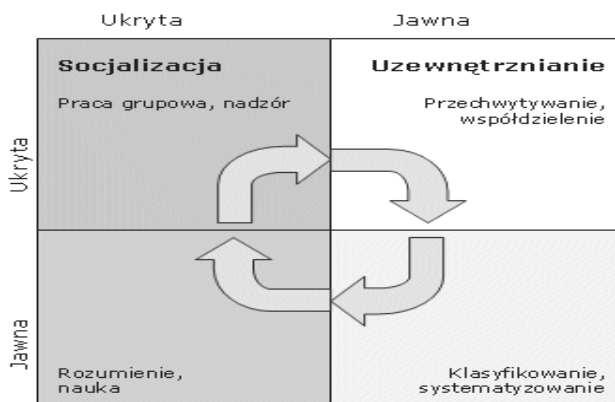 Ukryta
Jawna
Socjalizacja
Uzewnętrznianie
Praca grupowa, nadzór
Przechwytywanie,
współdzielenie
Ukryta
Jawna
Rozumienie,
nauka
Klasyfikowanie,
systematyzowanie